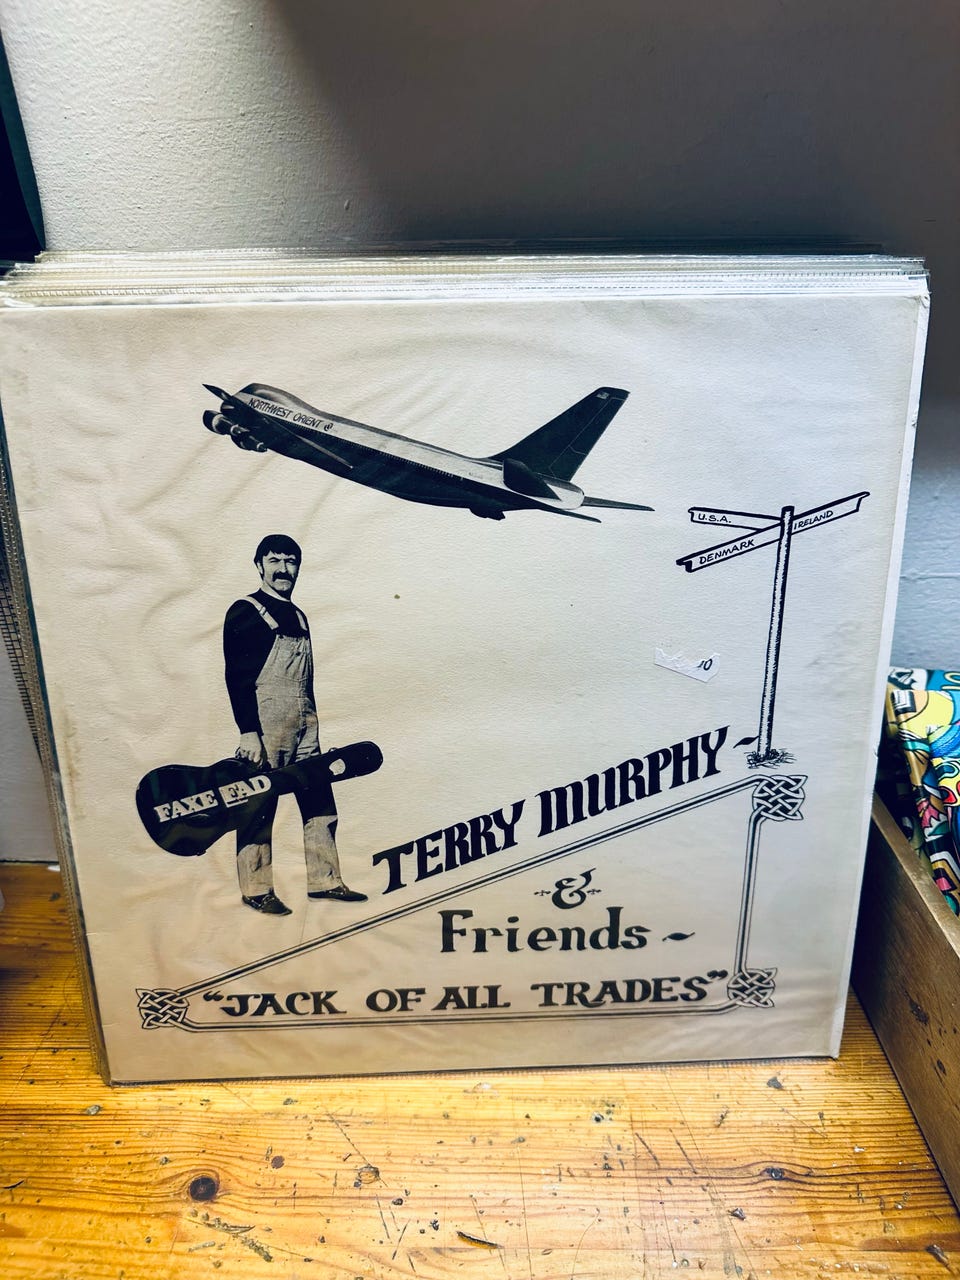 NORTHWEST ORIENT
U.S.A.
IRELAND
DENMARK
FAXE FAD
TERRY MURPHY
&
Friends
"JACK OF ALL TRADES"